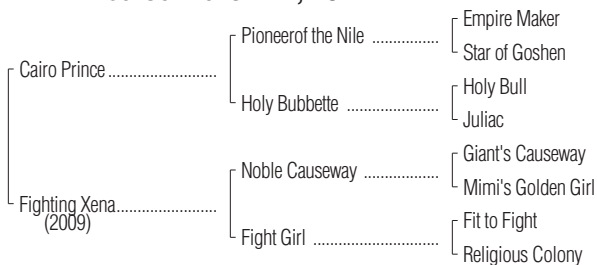 Empire Maker
Pioneerof the Nile ..................
Star of Goshen
Cairo Prince .............................
Holy Bull
Holy Bubbette .........................
Juliac
Giant's Causeway
Noble Causeway ....................
Mimi's Golden Girl
Fighting Xena...........................
(2009)
Fit to Fight
Fight Girl .................................
Religious Colony